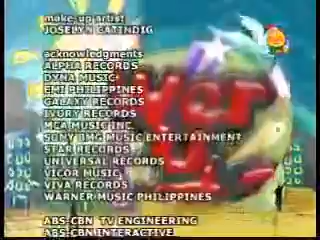 make-up artist
JOSELYN CATINDIG
acknowledgments
ALPHA RECORDS
DYNA MUSIC
EMI PHILIPPINES
GALAXY RECORDS
IVORY RECORDS
MCA MUSIC INC.
SONY BMG MUSIC ENTERTAINMENT
STAR RECORDS
UNIVERSAL RECORDS
VICOR MUSIC
VIVA RECORDS
WARNER MUSIC PHILIPPINES
ABS-CBN TV ENGINEERING
ABS-CBN INTERACTIVE